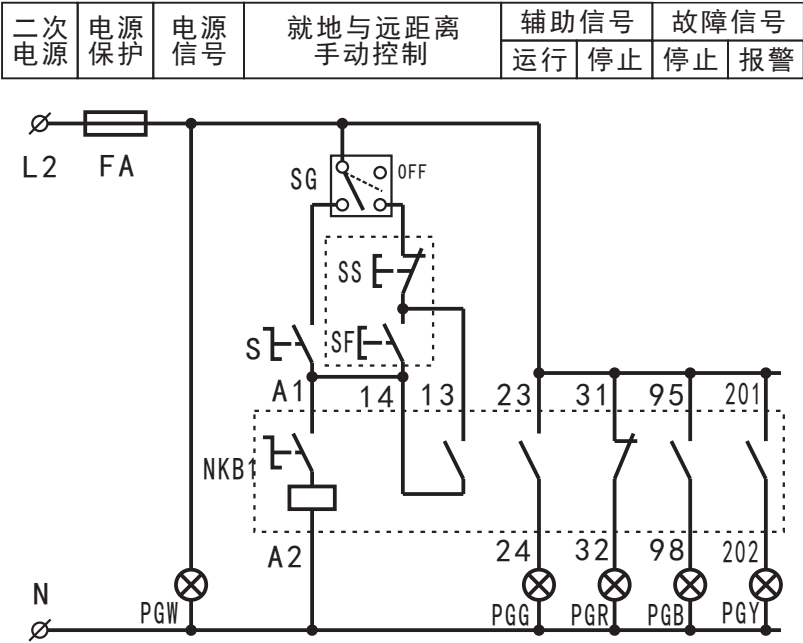 二次 电源 电源 就地与远距离 辅助信号 故障信号
电源 保护 信号 手动控制 运行 停止 停止 报警
L2 FA
SG OFF
SS
S SF
A1 14 13 23 31 95 201
NKB1
A2 24 32 98 202
N PGW PGG PGR PGB PGY